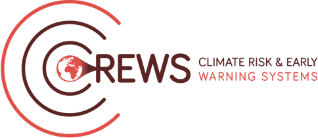 CREWS
CLIMATE RISK & EARLY
WARNING SYSTEMS